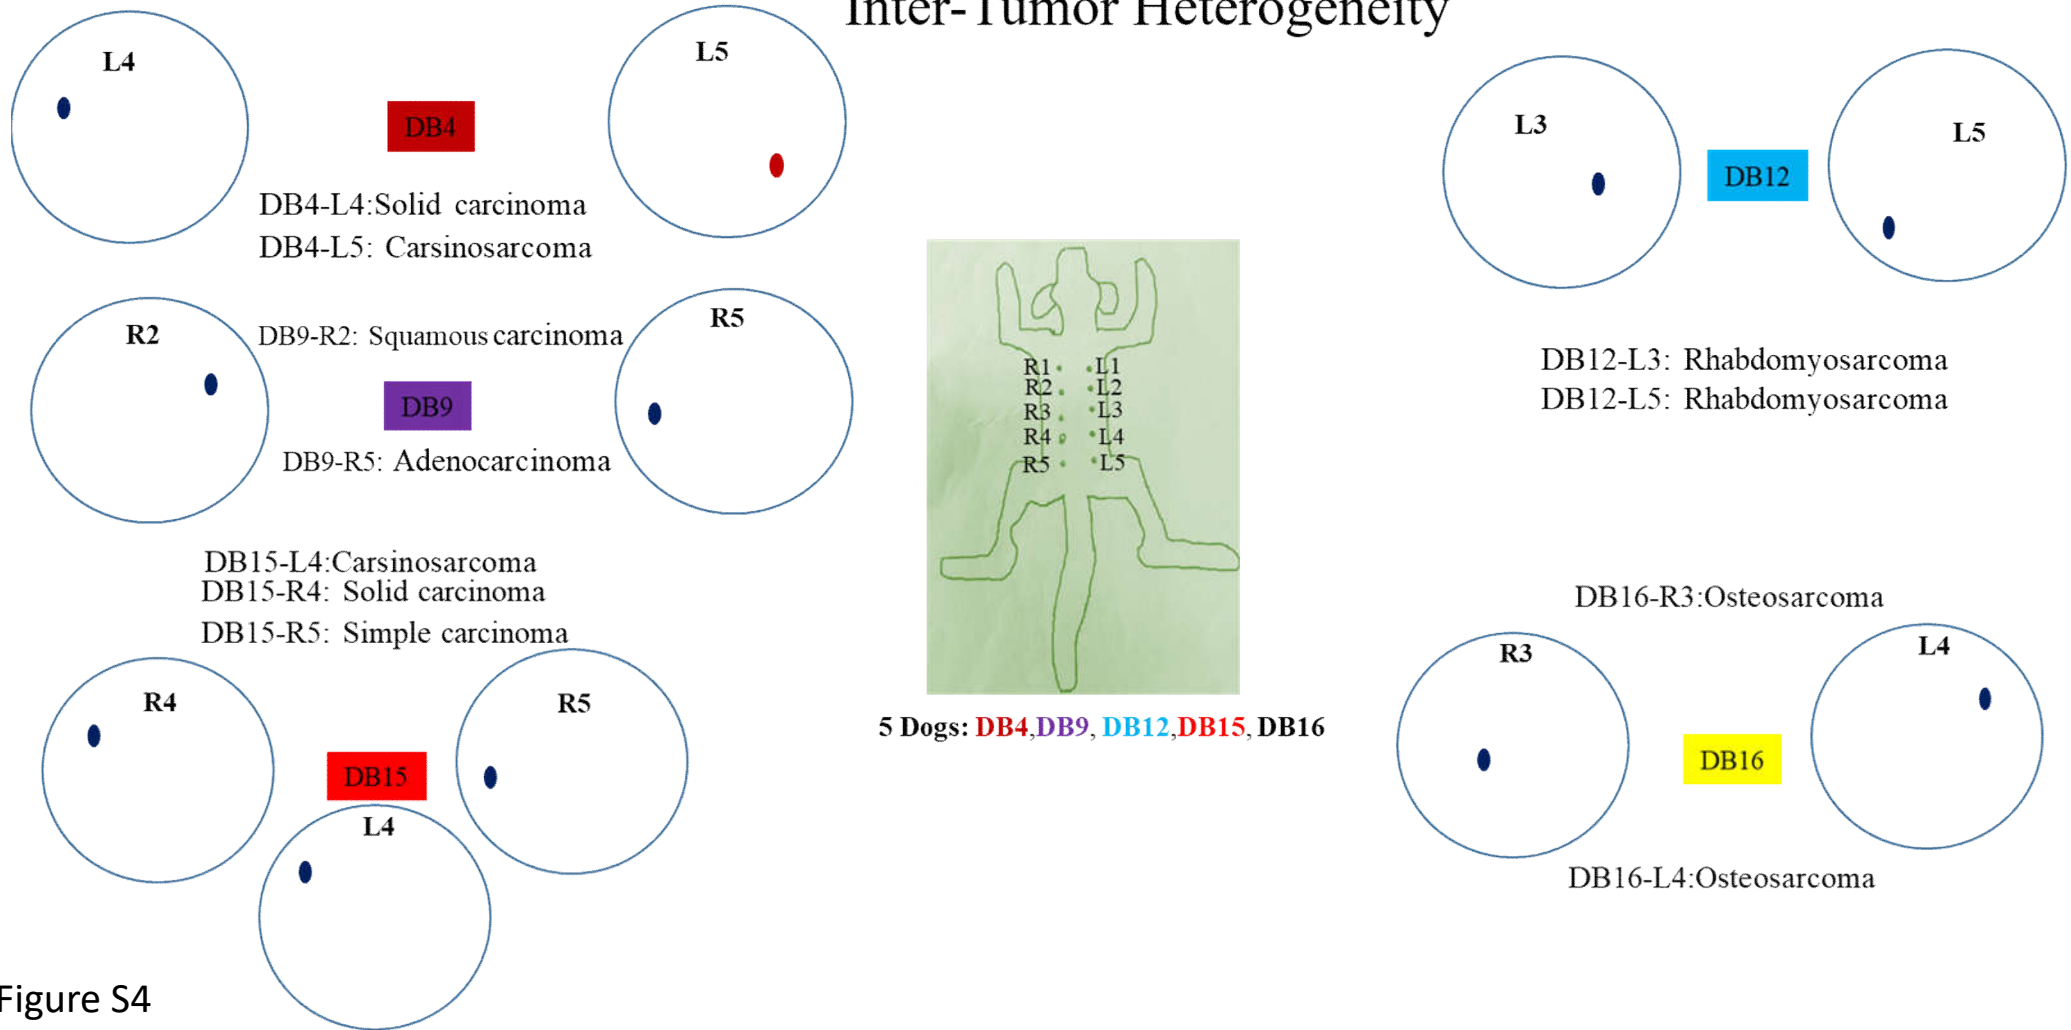 Inter-Tumor Heterogeneity
L4
DB4
L5
DB4-L4:Solid carcinoma
DB4-L5: Carsinosarcoma
R2
DB9-R2: Squamous carcinoma
R5
DB9
DB9-R5: Adenocarcinoma
DB15-L4:Carsinosarcoma
DB15-R4: Solid carcinoma
DB15-R5: Simple carcinoma
R4
DB15
R5
L4
R1 L1
R2 L2
R3 L3
R4 L4
R5 L5
5 Dogs: DB4,DB9, DB12,DB15, DB16
L3
DB12
L5
DB12-L3: Rhabdomyosarcoma
DB12-L5: Rhabdomyosarcoma
DB16-R3:Osteosarcoma
R3
DB16
L4
DB16-L4:Osteosarcoma
Figure S4